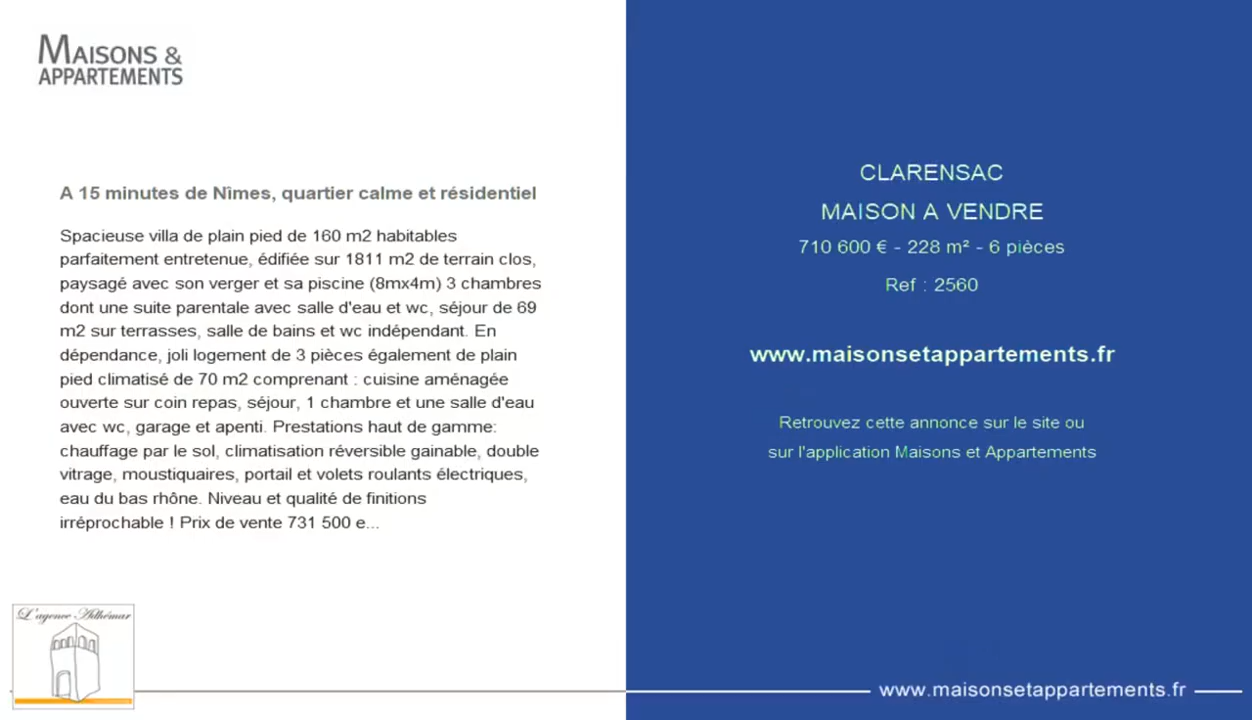 MAISONS &
APPARTEMENTS
A 15 minutes de Nîmes, quartier calme et résidentiel
Spacieuse villa de plain pied de 160 m2 habitables
parfaitement entretenue, édifiée sur 1811 m2 de terrain clos,
paysagé avec son verger et sa piscine (8mx4m) 3 chambres
dont une suite parentale avec salle d'eau et wc, séjour de 69
m2 sur terrasses, salle de bains et wc indépendant. En
dépendance, joli logement de 3 pièces également de plain
pied climatisé de 70 m2 comprenant : cuisine aménagée
ouverte sur coin repas, séjour, 1 chambre et une salle d'eau
avec wc, garage et apenti. Prestations haut de gamme:
chauffage par le sol, climatisation réversible gainable, double
vitrage, moustiquaires, portail et volets roulants électriques,
eau du bas rhône. Niveau et qualité de finitions
irréprochable ! Prix de vente 731 500 e...
L'agence Adhémar
CLARENSAC
MAISON A VENDRE
710 600 € - 228 m² - 6 pièces
Ref : 2560
www.maisonsetappartements.fr
Retrouvez cette annonce sur le site ou
sur l'application Maisons et Appartements
www.maisonsetappartements.fr